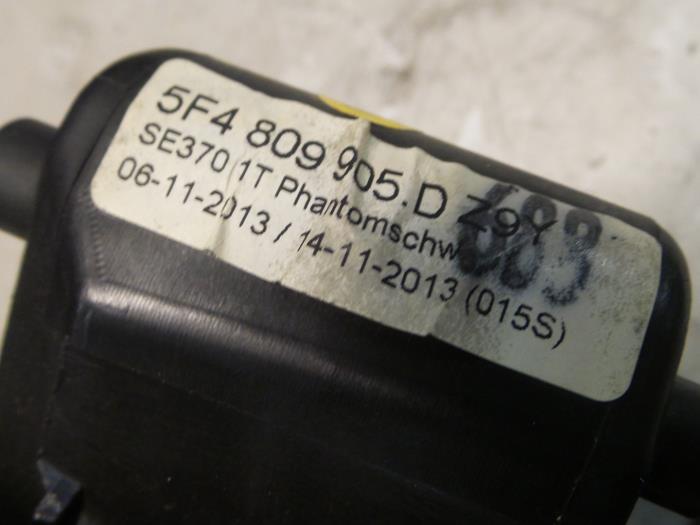 5F4 809 905.D Z9Y
SE370 1T Phantomschw
06-11-2013 / 14-11-2013 (015S)